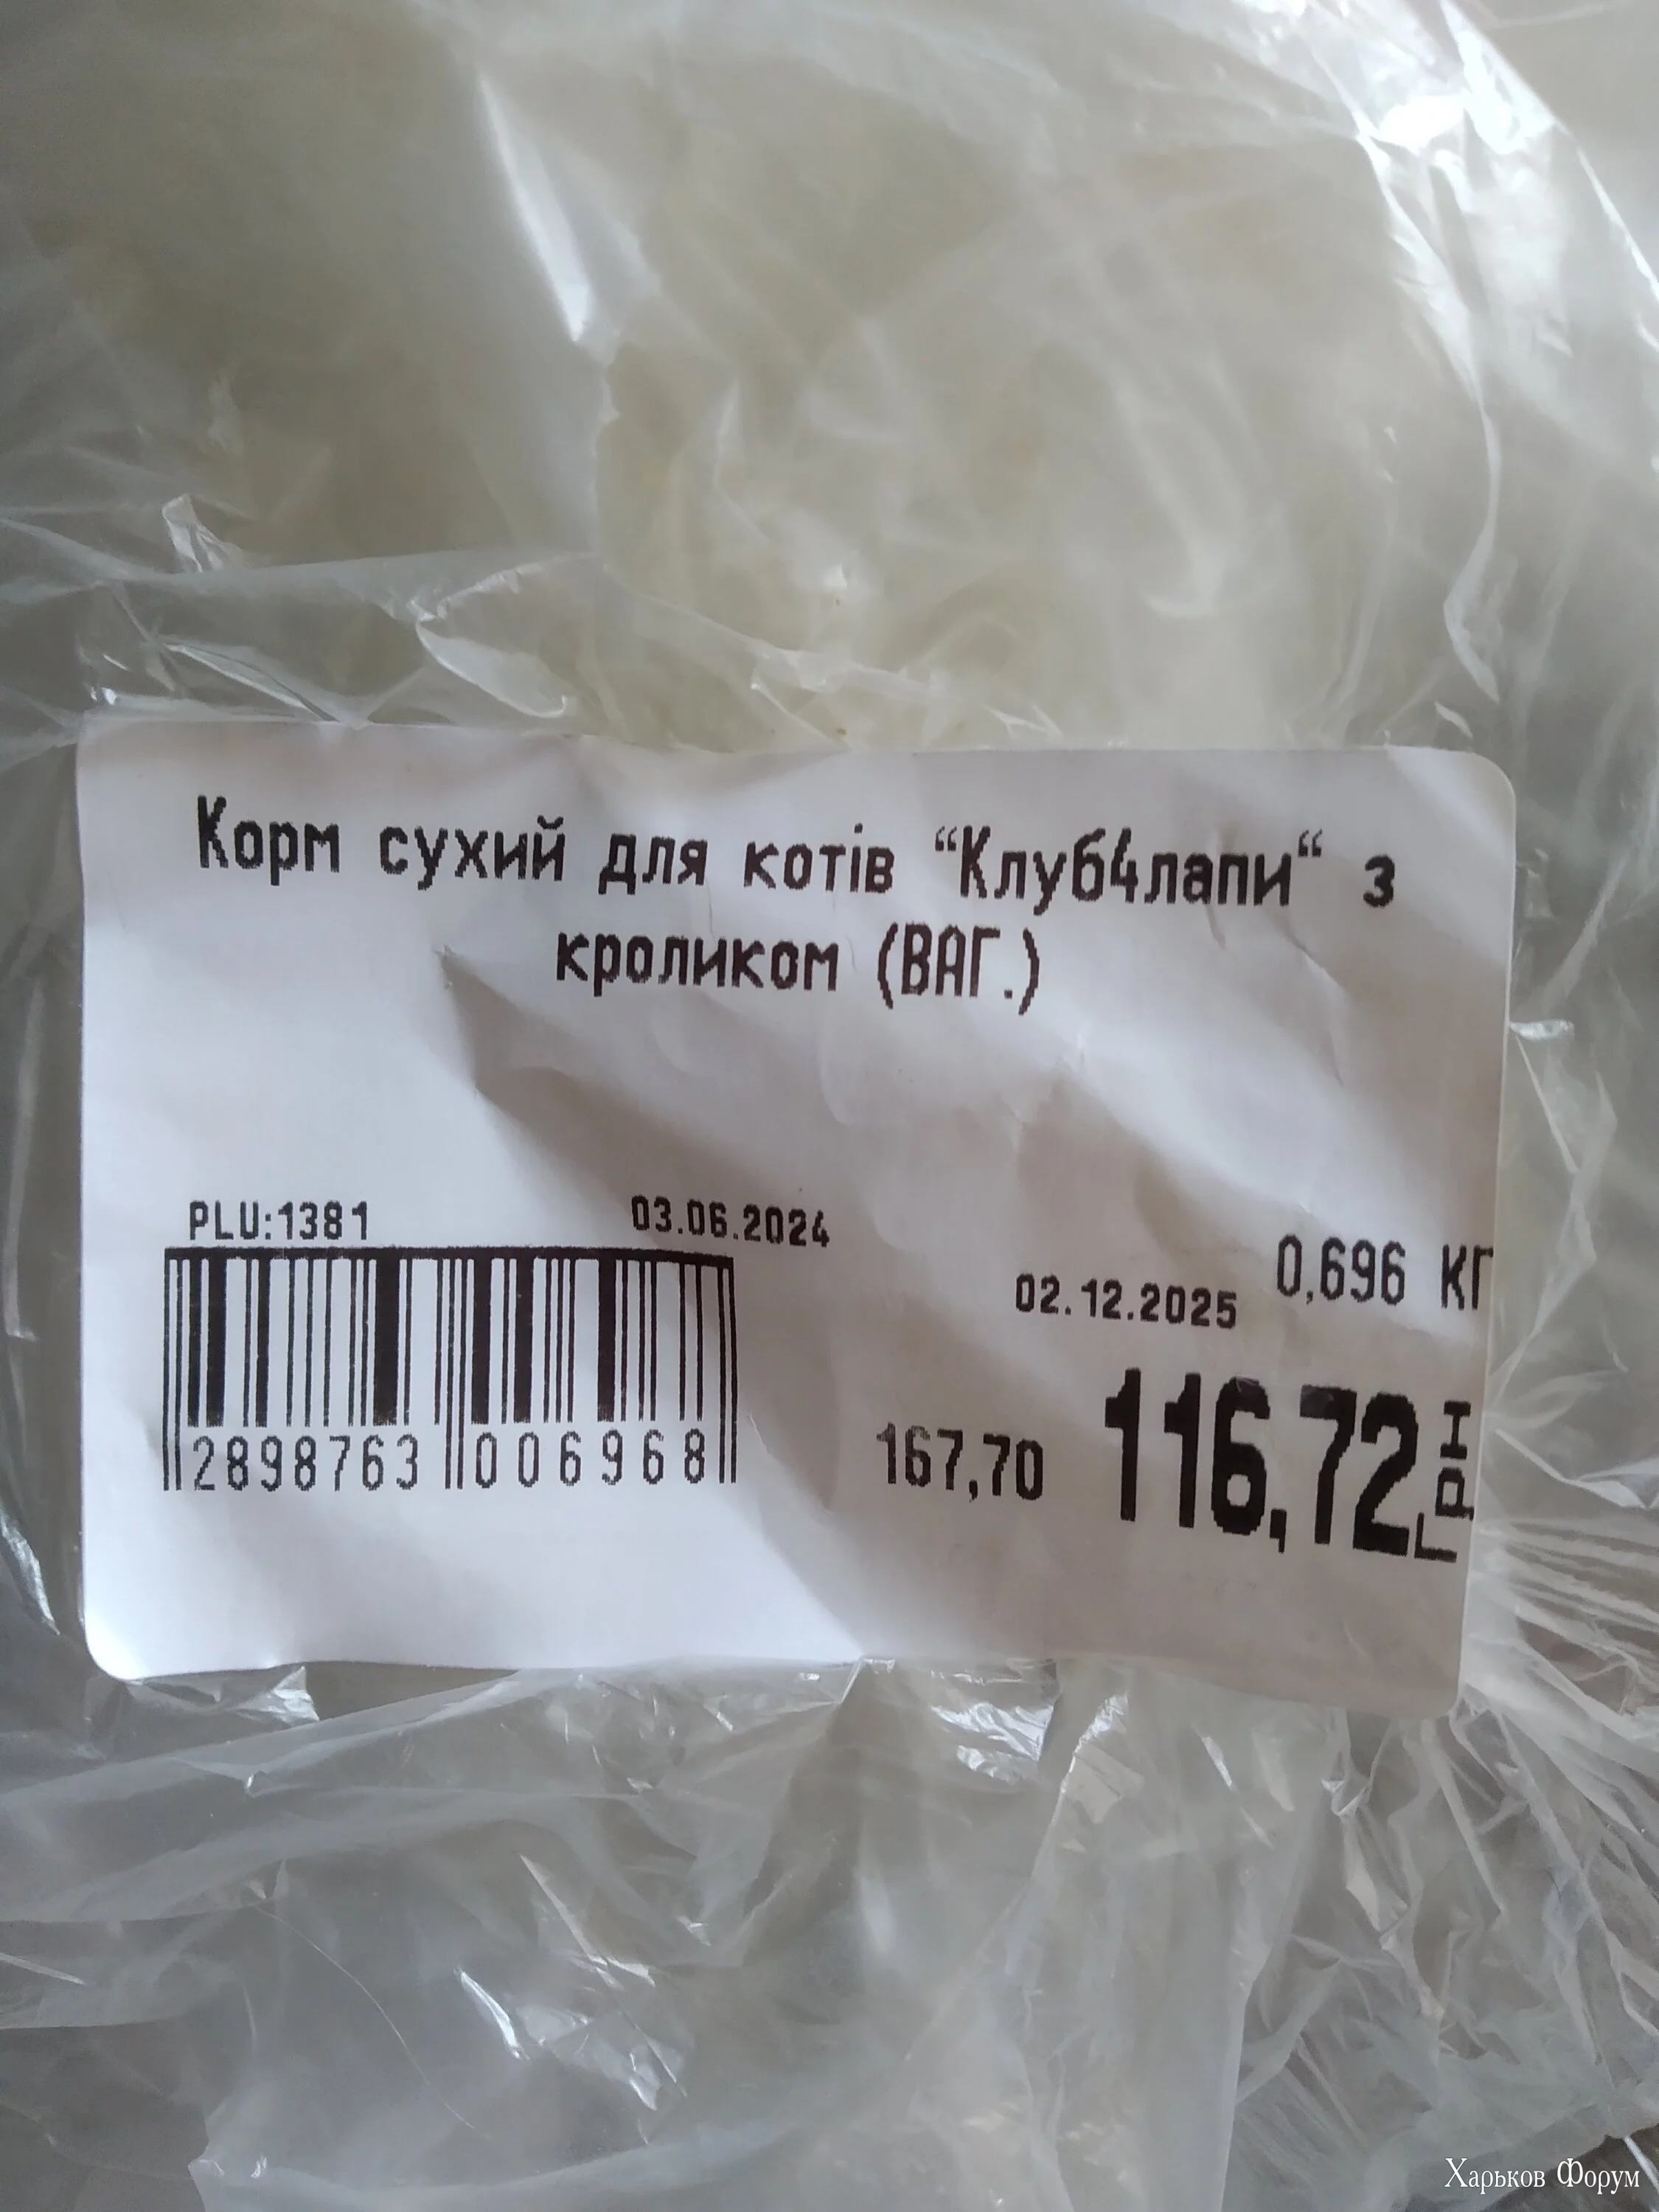 Корм сухий для котів “Клуб4лапи“ з
кроликом (ВАГ.)
PLU:1381 03.06.2024
02.12.2025 0,696 КГ
167,70 116,72 ГРН
2898763 006968
Харьков Форум